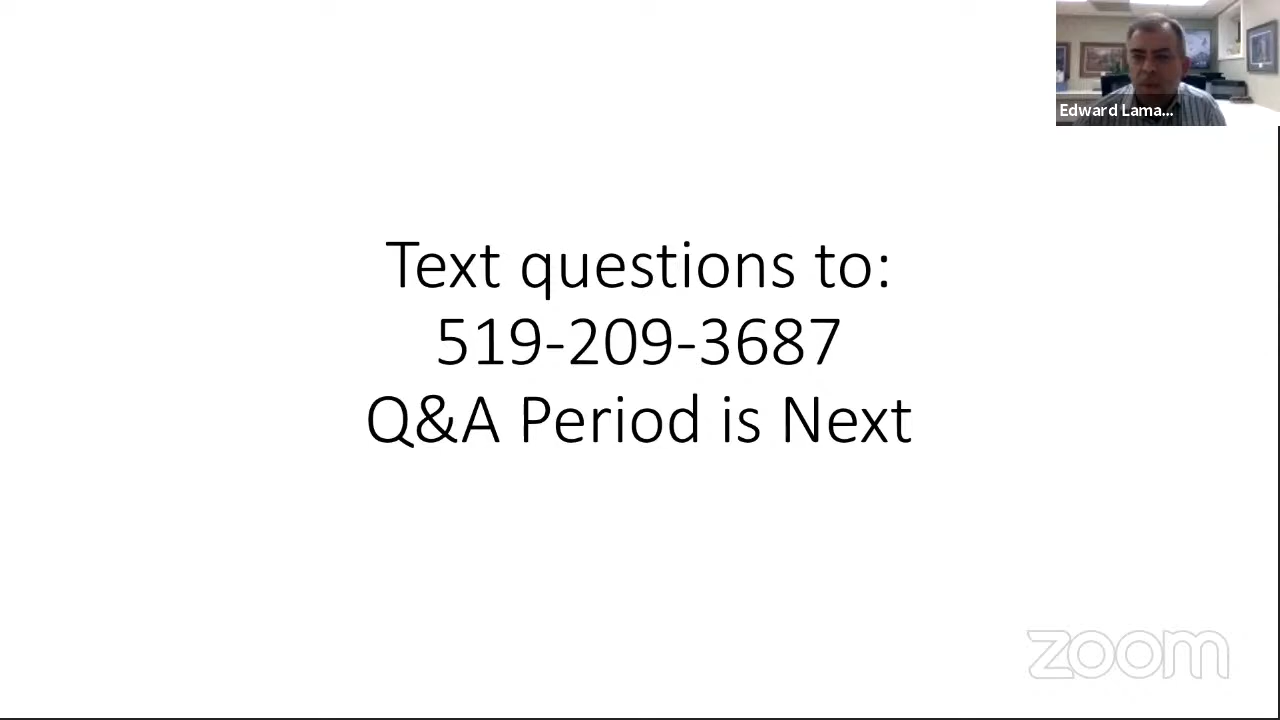 Edward Lama...
Text questions to:
519-209-3687
Q&A Period is Next
zoom